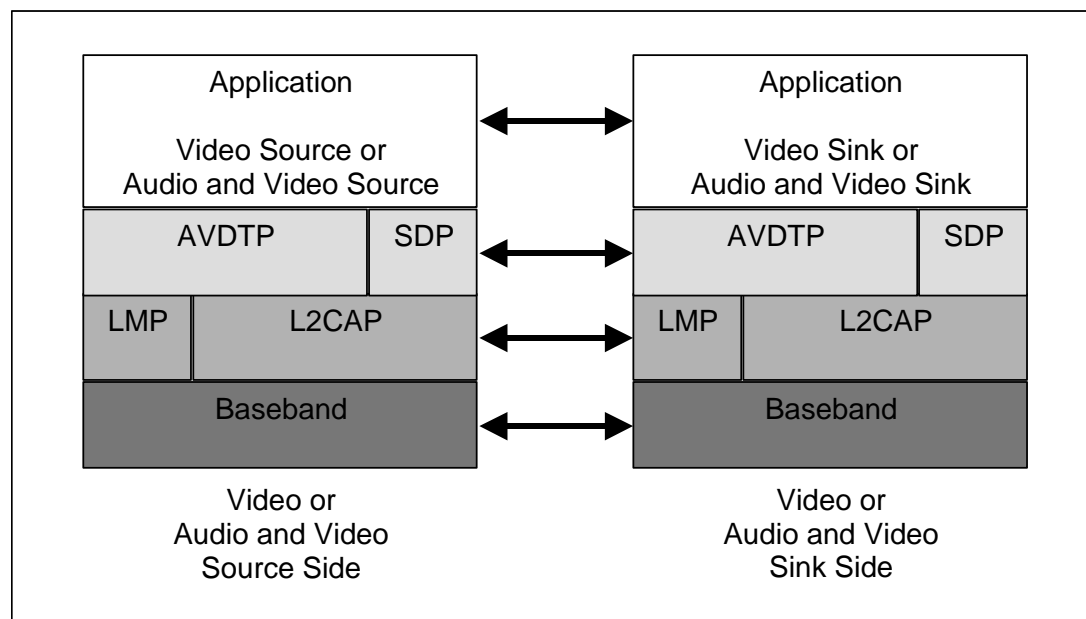 Application
Video Source or
Audio and Video Source
AVDTP
SDP
LMP
L2CAP
Baseband
Video or
Audio and Video
Source Side
Application
Video Sink or
Audio and Video Sink
AVDTP
SDP
LMP
L2CAP
Baseband
Video or
Audio and Video
Sink Side